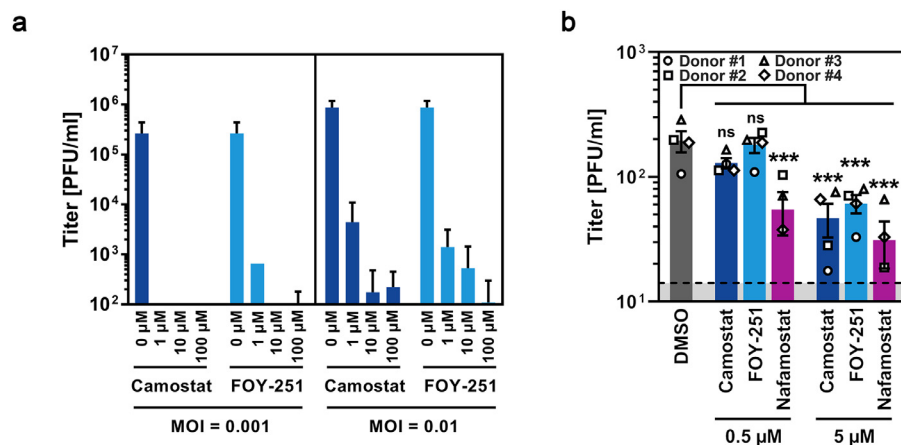 a
Titer [PFU/ml]
10⁷
10⁶
10⁵
10⁴
10³
10²
0 µM
1 µM
10 µM
100 µM
0 µM
1 µM
10 µM
100 µM
0 µM
1 µM
10 µM
100 µM
0 µM
1 µM
10 µM
100 µM
Camostat FOY-251 Camostat FOY-251
MOI = 0.001 MOI = 0.01
b
Titer [PFU/ml]
10³
10²
10¹
Donor #1 Donor #3
Donor #2 Donor #4
ns
ns
***
***
***
***
DMSO
Camostat
FOY-251
Nafamostat
Camostat
FOY-251
Nafamostat
0.5 µM 5 µM